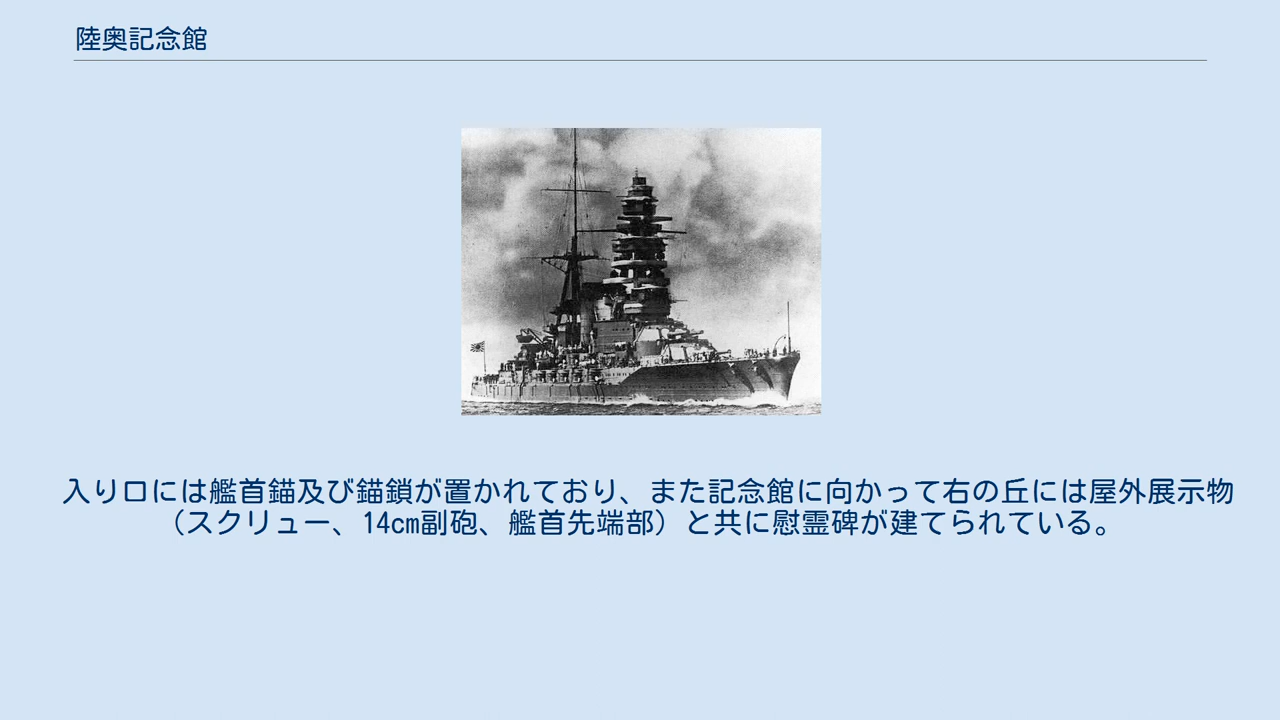 陸奥記念館
入り口には艦首錨及び錨鎖が置かれており、また記念館に向かって右の丘には屋外展示物
（スクリュー、14cm副砲、艦首先端部）と共に慰霊碑が建てられている。